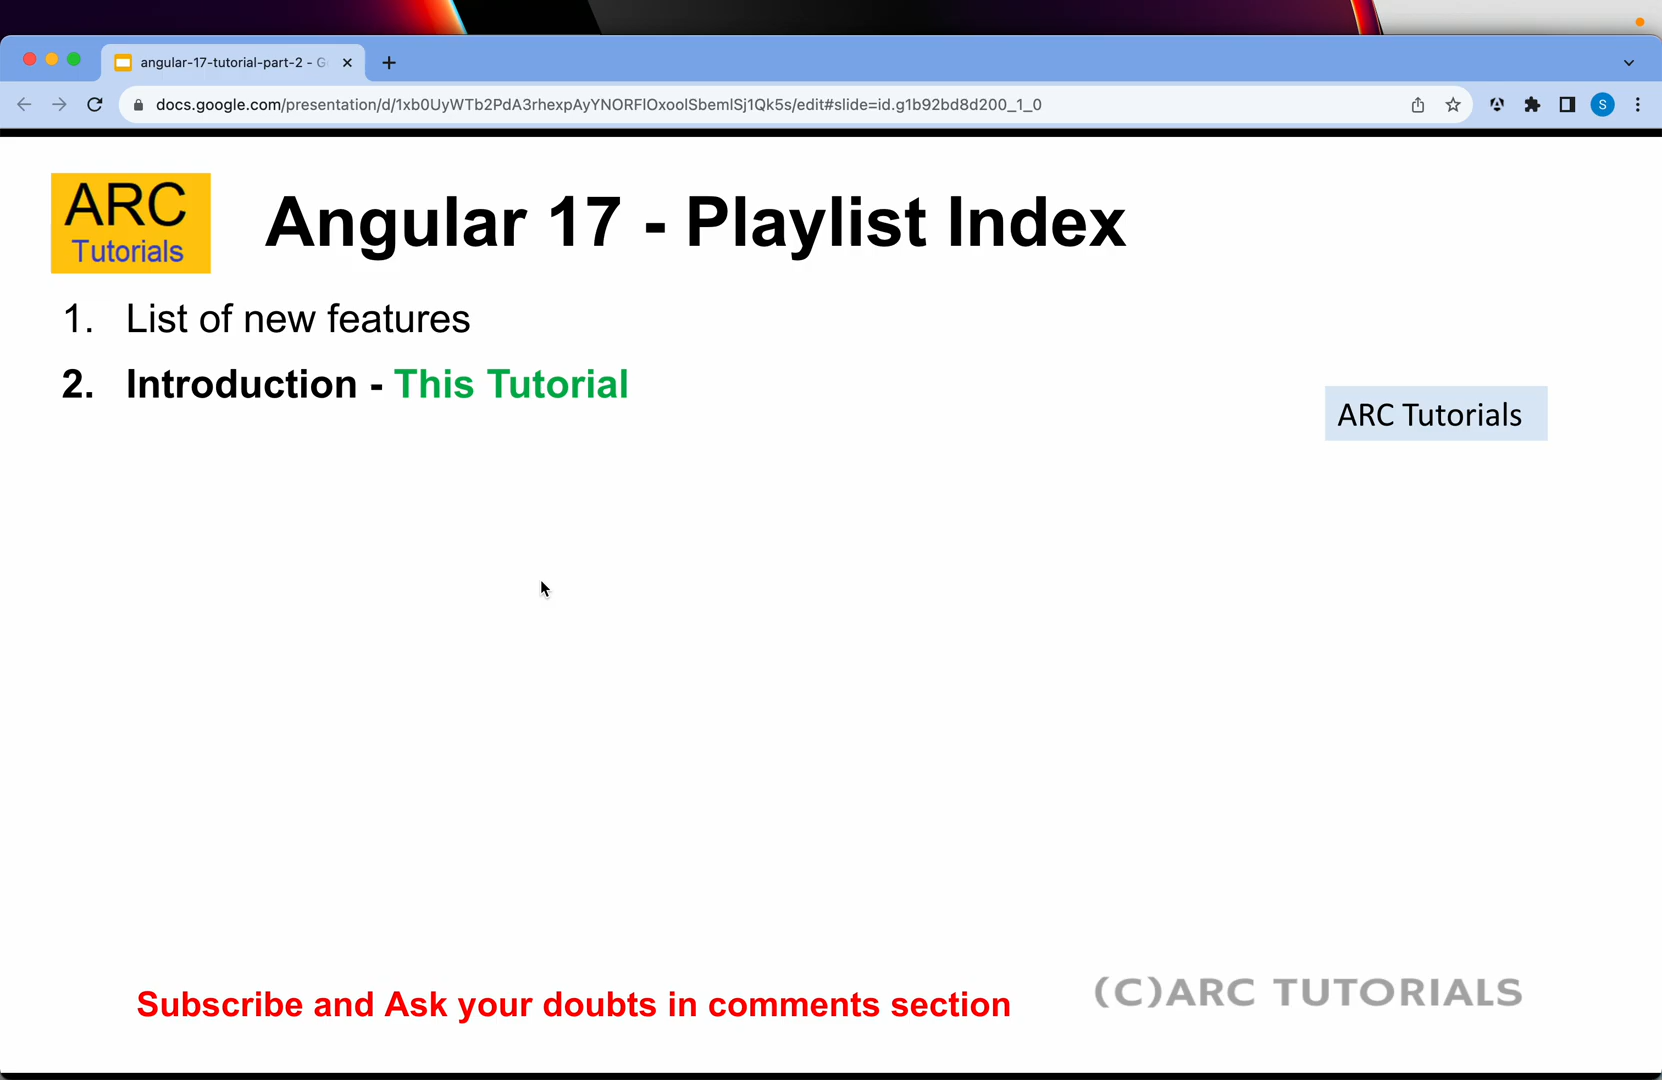 angular-17-tutorial-part-2 - G
docs.google.com/presentation/d/1xb0UyWTb2PdA3rhexpAyYNORFlOxoolSbemlSj1Qk5s/edit#slide=id.g1b92bd8d200_1_0
S
ARC
Tutorials
Angular 17 - Playlist Index
1. List of new features
2. Introduction - This Tutorial
ARC Tutorials
Subscribe and Ask your doubts in comments section
(C)ARC TUTORIALS